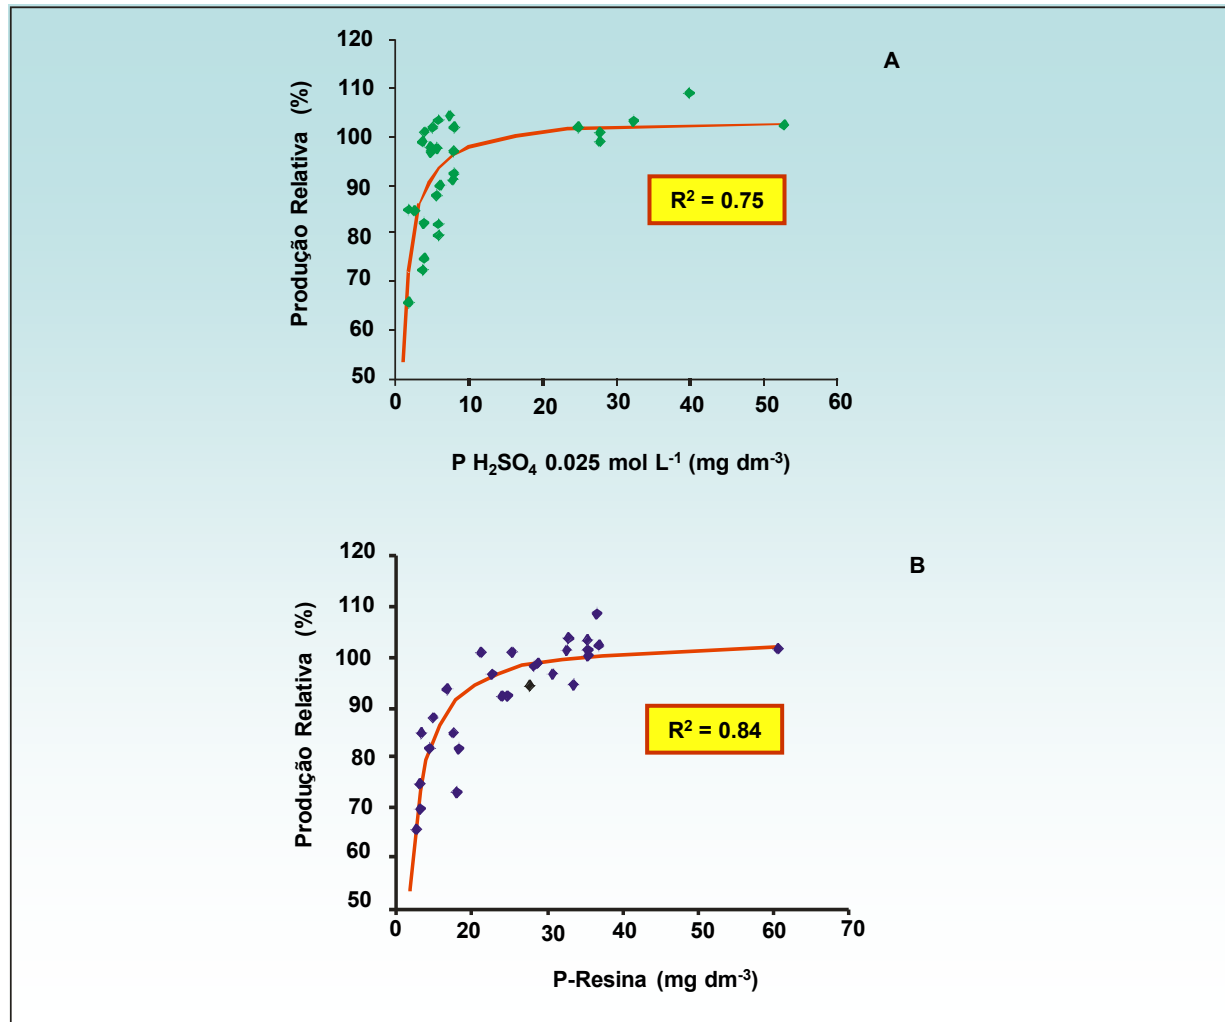 A
Produção Relativa (%)
120
110
100
90
80
70
60
50
R² = 0.75
0 10 20 30 40 50 60
P H₂SO₄ 0.025 mol L⁻¹ (mg dm⁻³)
B
Produção Relativa (%)
120
110
100
90
80
70
60
50
R² = 0.84
0 20 30 40 50 60 70
P-Resina (mg dm⁻³)